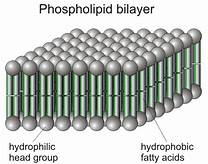 Phospholipid bilayer
hydrophilic
head group
hydrophobic
fatty acids